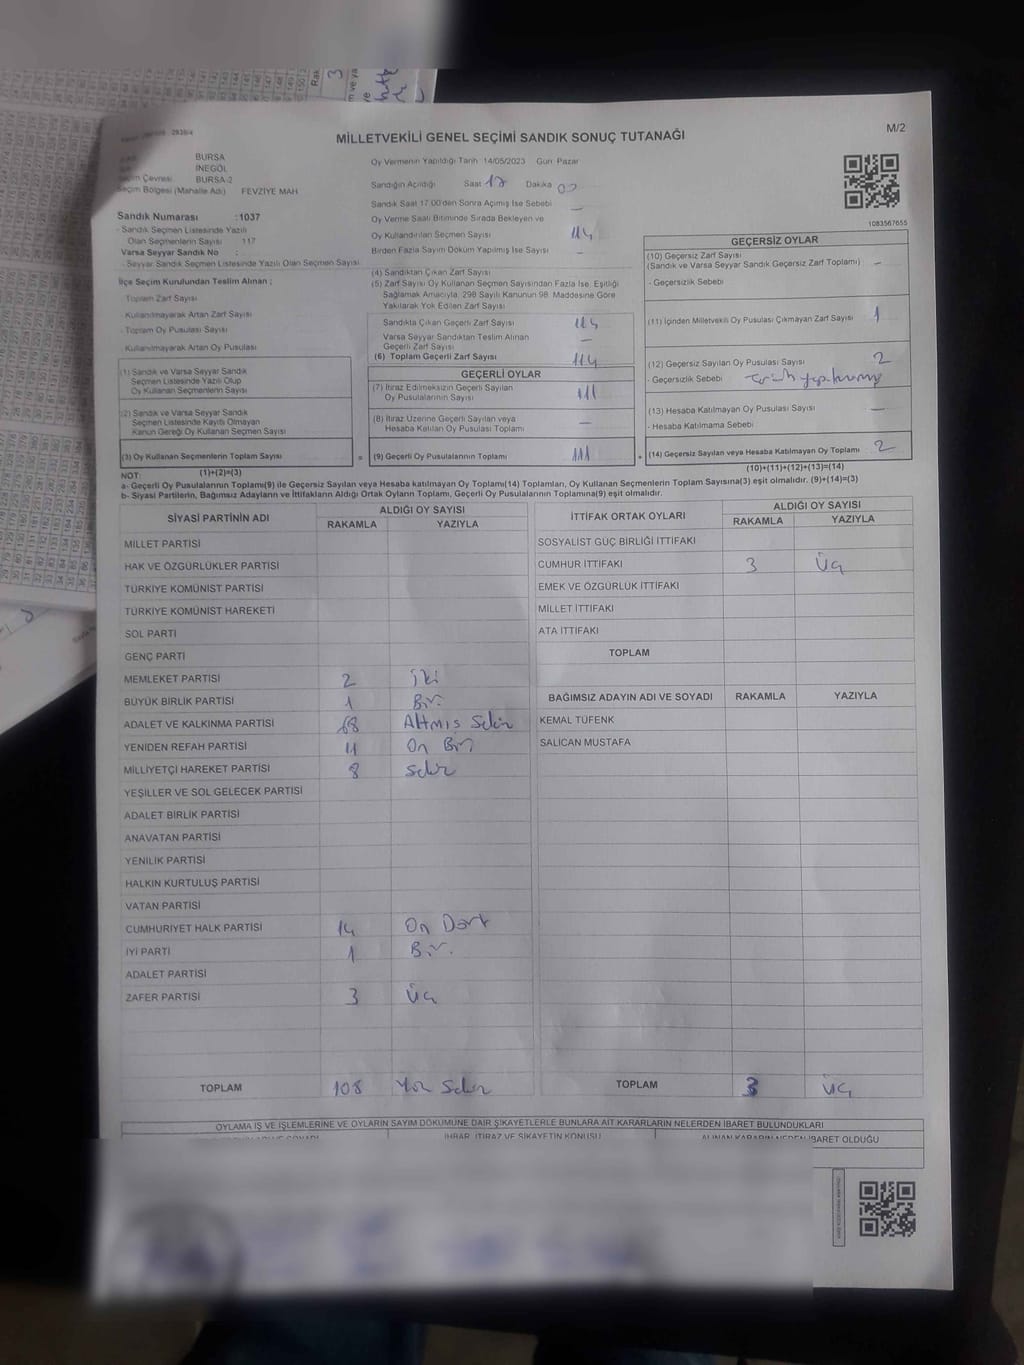 MİLLETVEKİLİ GENEL SEÇİMİ SANDIK SONUÇ TUTANAĞI
M/2
BURSA
İNEGÖL
Seçim Çevresi BURSA-2
Seçim Bölgesi (Mahalle Adı) FEVZİYE MAH
Oy Vermenin Yapıldığı Tarih 14/05/2023 Gün Pazar
Sandığın Açıldığı Saat 17 Dakika 00
Sandık Saat 17.00'den Sonra Açılmış İse Sebebi –
Oy Verme Saati Bitiminde Sırada Bekleyen ve
Oy Kullandırılan Seçmen Sayısı 114
Birden Fazla Sayım Döküm Yapılmış İse Sayısı –
1083567655
Sandık Numarası : 1037
- Sandık Seçmen Listesinde Yazılı
Olan Seçmenlerin Sayısı : 117
Varsa Seyyar Sandık No :
- Seyyar Sandık Seçmen Listesinde Yazılı Olan Seçmen Sayısı
İlçe Seçim Kurulundan Teslim Alınan ;
- Toplam Zarf Sayısı
- Kullanılmayarak Artan Zarf Sayısı
- Toplam Oy Pusulası Sayısı
- Kullanılmayarak Artan Oy Pusulası
(1) Sandık ve Varsa Seyyar Sandık
Seçmen Listesinde Yazılı Olup
Oy Kullanan Seçmenlerin Sayısı
(2) Sandık ve Varsa Seyyar Sandık
Seçmen Listesinde Kayıtlı Olmayan
Kanun Gereği Oy Kullanan Seçmen Sayısı
(3) Oy Kullanan Seçmenlerin Toplam Sayısı
=
(4) Sandıktan Çıkan Zarf Sayısı
(5) Zarf Sayısı Oy Kullanan Seçmen Sayısından Fazla İse, Eşitliği
Sağlamak Amacıyla, 298 Sayılı Kanunun 98. Maddesine Göre
Yakılarak Yok Edilen Zarf Sayısı
Sandıkta Çıkan Geçerli Zarf Sayısı 114
Varsa Seyyar Sandıktan Teslim Alınan
Geçerli Zarf Sayısı –
(6) Toplam Geçerli Zarf Sayısı 114
GEÇERLİ OYLAR
(7) İtiraz Edilmeksizin Geçerli Sayılan
Oy Pusulalarının Sayısı 111
(8) İtiraz Üzerine Geçerli Sayılan veya
Hesaba Katılan Oy Pusulası Toplamı –
(9) Geçerli Oy Pusulalarının Toplamı 111
+
GEÇERSİZ OYLAR
(10) Geçersiz Zarf Sayısı
(Sandık ve Varsa Seyyar Sandık Geçersiz Zarf Toplamı) –
- Geçersizlik Sebebi
(11) İçinden Milletvekili Oy Pusulası Çıkmayan Zarf Sayısı 1
(12) Geçersiz Sayılan Oy Pusulası Sayısı 2
- Geçersizlik Sebebi
(13) Hesaba Katılmayan Oy Pusulası Sayısı –
- Hesaba Katılmama Sebebi
(14) Geçersiz Sayılan veya Hesaba Katılmayan Oy Toplamı 2
(10)+(11)+(12)+(13)=(14)
NOT: (1)+(2)=(3)
a- Geçerli Oy Pusulalarının Toplamı(9) ile Geçersiz Sayılan veya Hesaba katılmayan Oy Toplamı(14) Toplamları, Oy Kullanan Seçmenlerin Toplam Sayısına(3) eşit olmalıdır. (9)+(14)=(3)
b- Siyasi Partilerin, Bağımsız Adayların ve İttifakların Aldığı Ortak Oyların Toplamı, Geçerli Oy Pusulalarının Toplamına(9) eşit olmalıdır.
SİYASİ PARTİNİN ADI ALDIĞI OY SAYISI
RAKAMLA YAZIYLA
MİLLET PARTİSİ
HAK VE ÖZGÜRLÜKLER PARTİSİ
TÜRKİYE KOMÜNİST PARTİSİ
TÜRKİYE KOMÜNİST HAREKETİ
SOL PARTİ
GENÇ PARTİ
MEMLEKET PARTİSİ 2 İki
BÜYÜK BİRLİK PARTİSİ 1 Bir
ADALET VE KALKINMA PARTİSİ 68 Altmış Sekiz
YENİDEN REFAH PARTİSİ 11 On Bir
MİLLİYETÇİ HAREKET PARTİSİ 8 Sekiz
YEŞİLLER VE SOL GELECEK PARTİSİ
ADALET BİRLİK PARTİSİ
ANAVATAN PARTİSİ
YENİLİK PARTİSİ
HALKIN KURTULUŞ PARTİSİ
VATAN PARTİSİ
CUMHURİYET HALK PARTİSİ 14 On Dört
İYİ PARTİ 1 Bir
ADALET PARTİSİ
ZAFER PARTİSİ 3 Üç
TOPLAM 108 Yüz Sekiz
İTTİFAK ORTAK OYLARI ALDIĞI OY SAYISI
RAKAMLA YAZIYLA
SOSYALİST GÜÇ BİRLİĞİ İTTİFAKI
CUMHUR İTTİFAKI 3 Üç
EMEK VE ÖZGÜRLÜK İTTİFAKI
MİLLET İTTİFAKI
ATA İTTİFAKI
TOPLAM
BAĞIMSIZ ADAYIN ADI VE SOYADI RAKAMLA YAZIYLA
KEMAL TÜFENK
SALİCAN MUSTAFA
TOPLAM 3 Üç
OYLAMA İŞ VE İŞLEMLERİNE VE OYLARIN SAYIM DÖKÜMÜNE DAİR ŞİKAYETLERLE BUNLARA AİT KARARLARIN NELERDEN İBARET BULUNDUKLARI
İHBAR, İTİRAZ VE ŞİKAYETİN KONUSU
ALINAN KARARIN NEDEN İBARET OLDUĞU